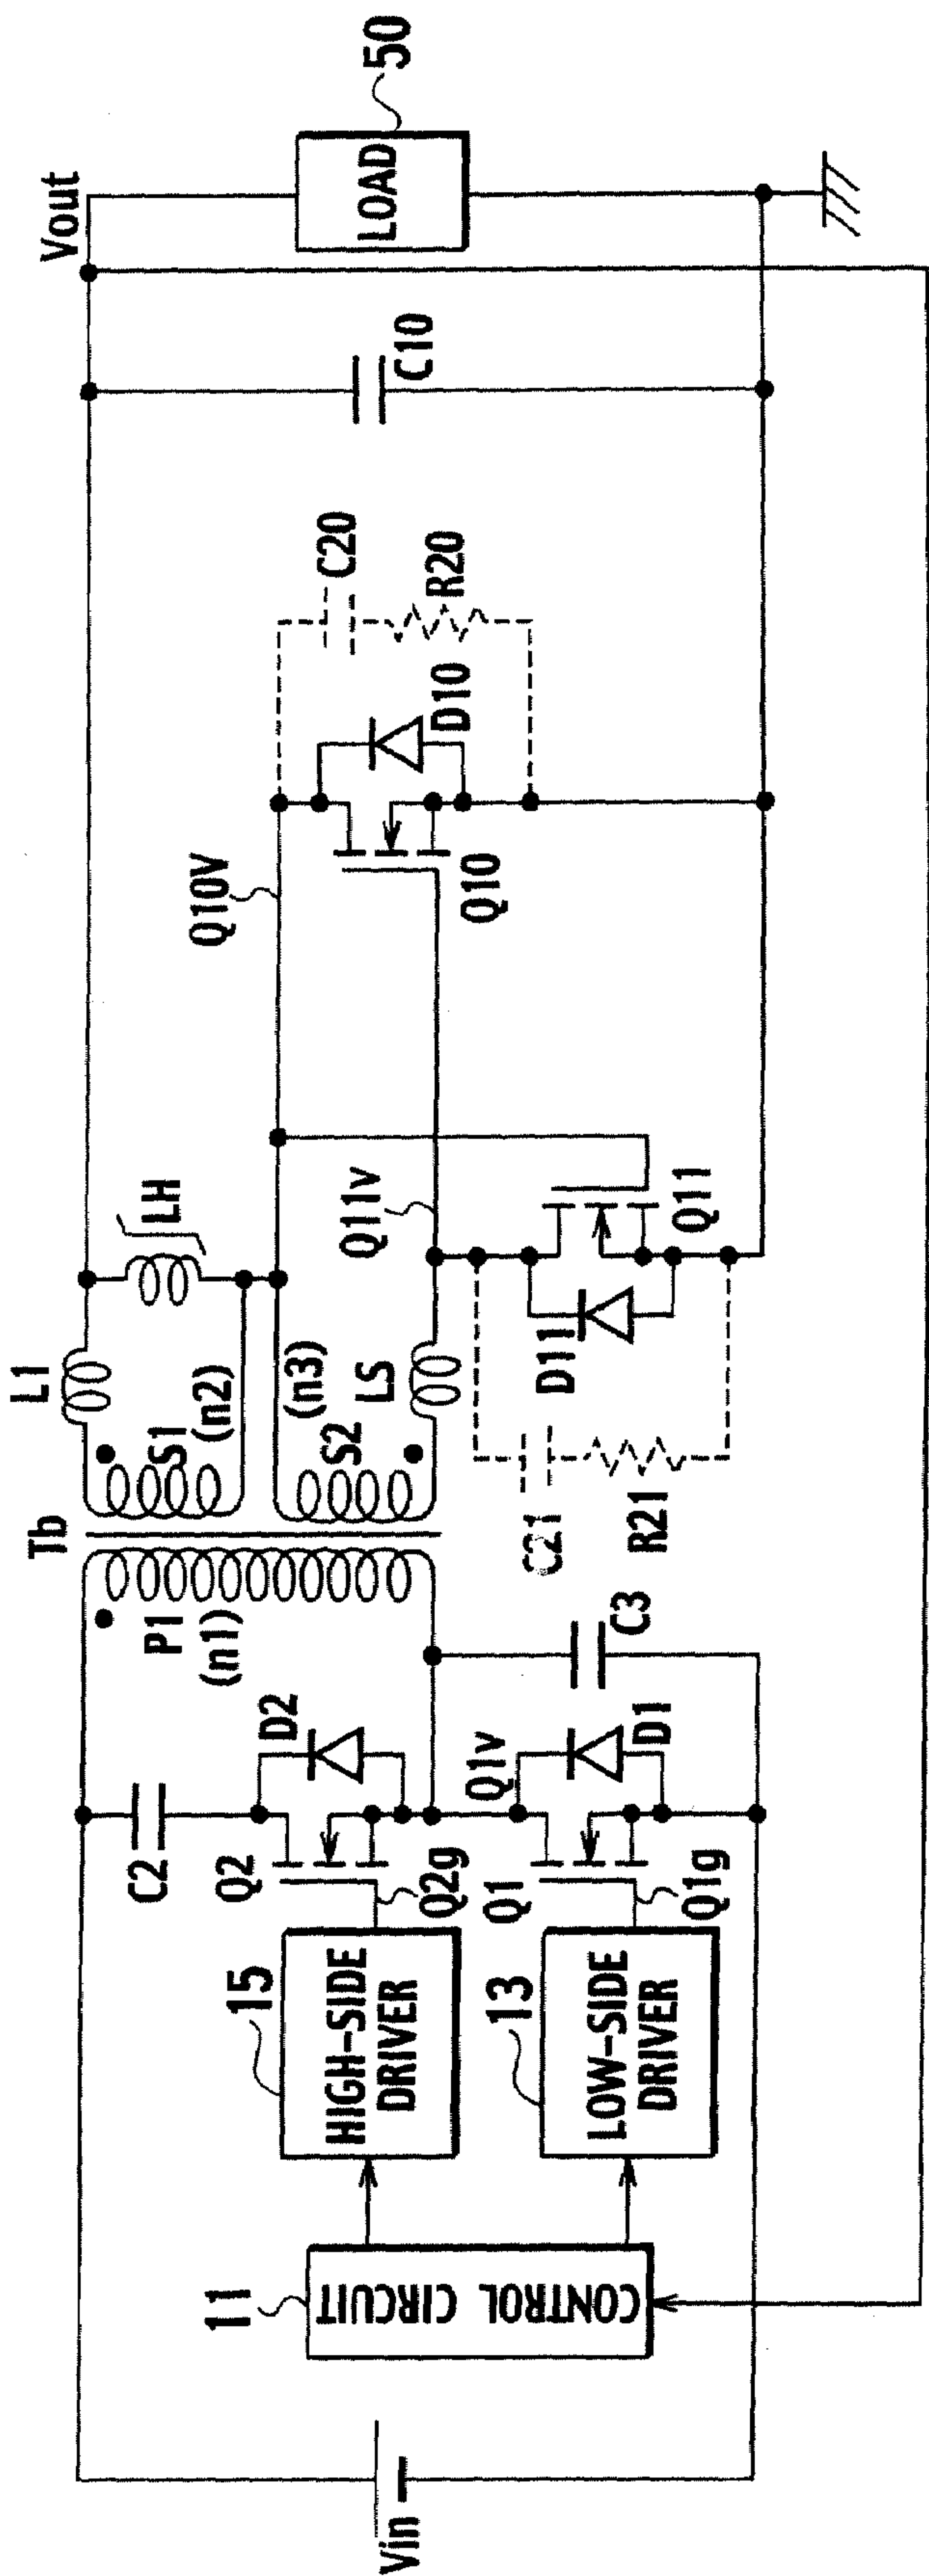 Vin
11
CONTROL CIRCUIT
15
HIGH-SIDE
DRIVER
13
LOW-SIDE
DRIVER
C2
Q2
Q2g
D2
Q1
Q1g
Q1v
D1
C3
P1
(n1)
Tb
S1
(n2)
L1
LH
S2
(n3)
LS
Q11v
Q11
D11
C21
R21
Q10V
Q10
D10
C20
R20
C10
Vout
LOAD
50